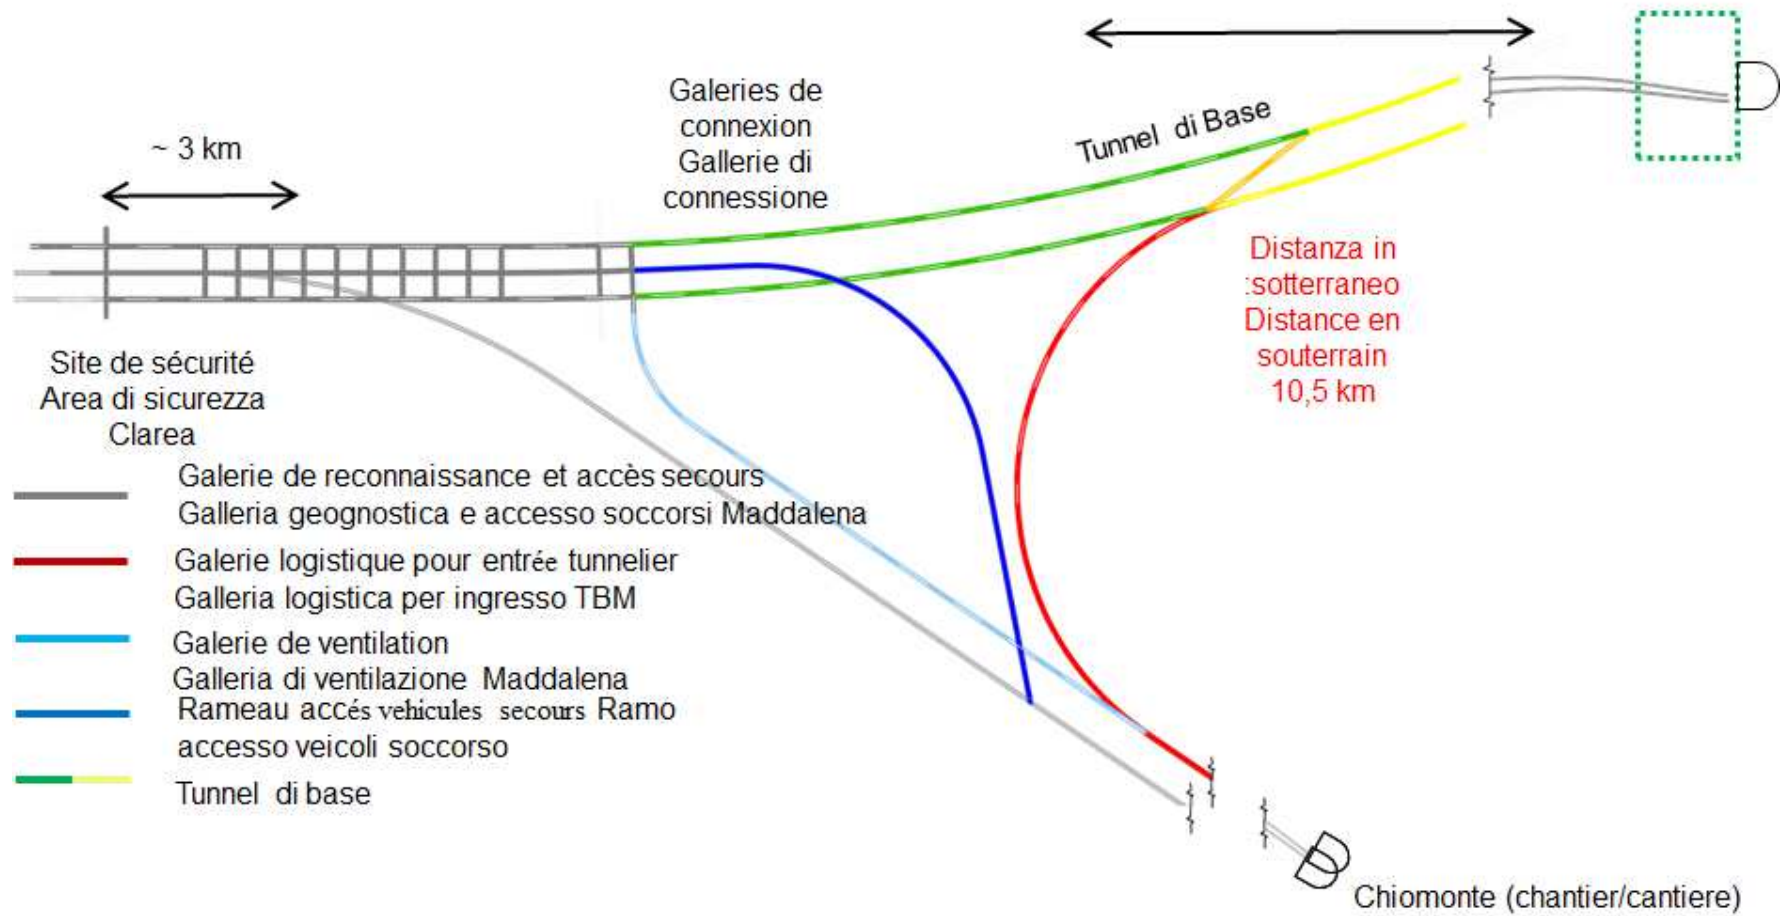 ~ 3 km
Galeries de
connexion
Gallerie di
connessione
Tunnel di Base
Distanza in
:sotterraneo
Distance en
souterrain
10,5 km
Site de sécurité
Area di sicurezza
Clarea
Galerie de reconnaissance et accès secours
Galleria geognostica e accesso soccorsi Maddalena
Galerie logistique pour entrée tunnelier
Galleria logistica per ingresso TBM
Galerie de ventilation
Galleria di ventilazione Maddalena
Rameau accés vehicules secours Ramo
accesso veicoli soccorso
Tunnel di base
Chiomonte (chantier/cantiere)